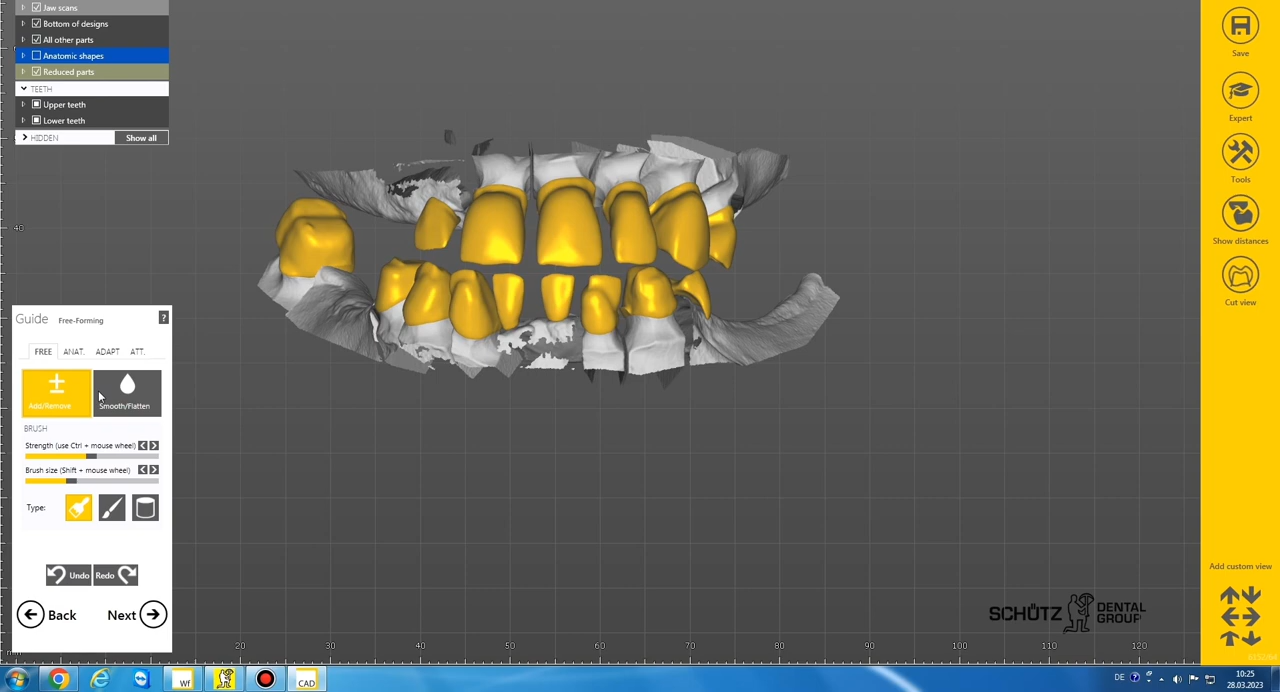 Jaw scans
Bottom of designs
All other parts
Anatomic shapes
Reduced parts
TEETH
Upper teeth
Lower teeth
HIDDEN Show all
40
Guide Free-Forming ?
FREE ANAT. ADAPT ATT.
Add/Remove Smooth/Flatten
BRUSH
Strength (use Ctrl + mouse wheel)
Brush size (Shift + mouse wheel)
Type:
Undo Redo
Back Next
20 30 40 50 60 70 80 90 100 110 120
SCHÜTZ DENTAL
GROUP
Save
Expert
Tools
Show distances
Cut view
Add custom view
Wf CAD
DE 10:25
28.03.2023